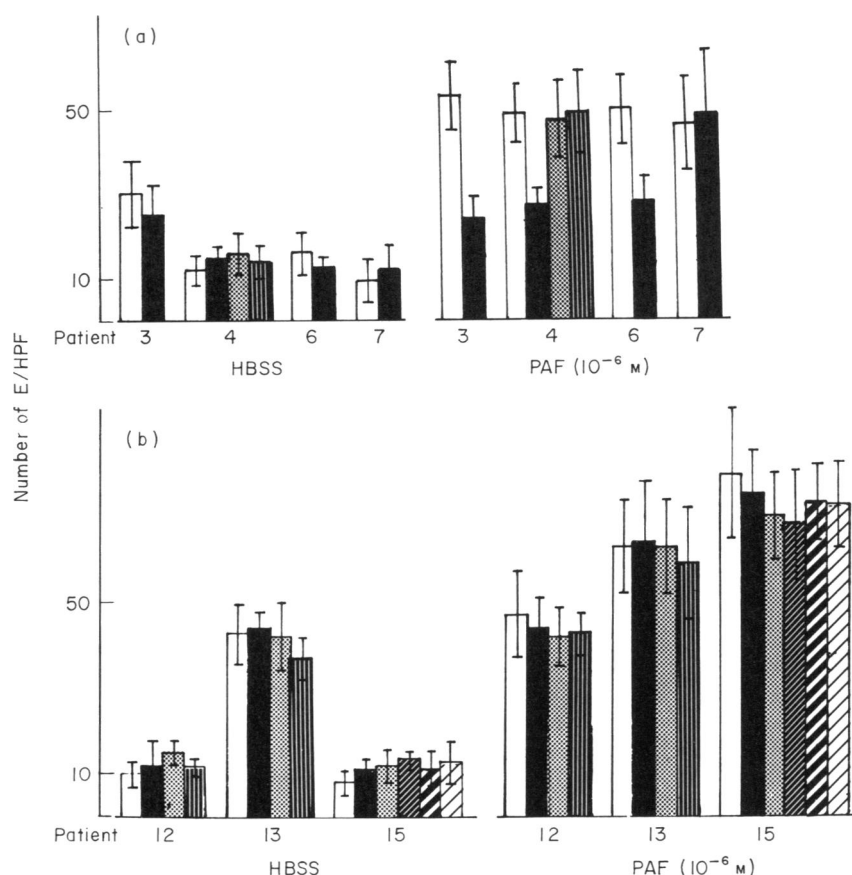 (a)
50
10
Patient 3 4 6 7 3 4 6 7
HBSS PAF (10⁻⁶ M)
Number of E/HPF
(b)
50
10
Patient 12 13 15 12 13 15
HBSS PAF (10⁻⁶ M)